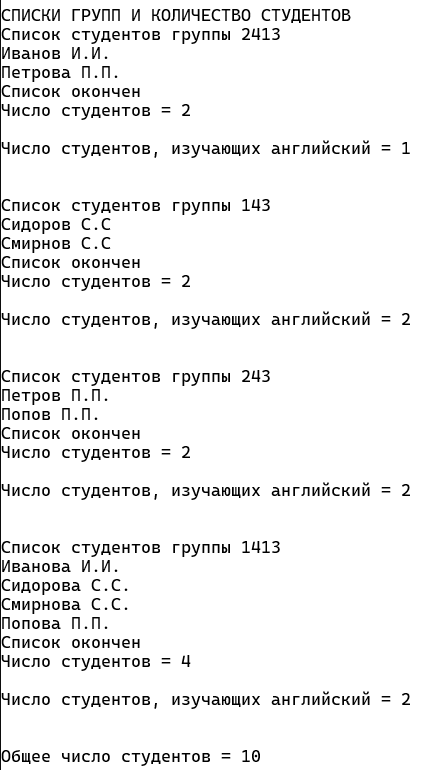 СПИСКИ ГРУПП И КОЛИЧЕСТВО СТУДЕНТОВ
Список студентов группы 2413
Иванов И.И.
Петрова П.П.
Список окончен
Число студентов = 2
Число студентов, изучающих английский = 1
Список студентов группы 143
Сидоров С.С
Смирнов С.С
Список окончен
Число студентов = 2
Число студентов, изучающих английский = 2
Список студентов группы 243
Петров П.П.
Попов П.П.
Список окончен
Число студентов = 2
Число студентов, изучающих английский = 2
Список студентов группы 1413
Иванова И.И.
Сидорова С.С.
Смирнова С.С.
Попова П.П.
Список окончен
Число студентов = 4
Число студентов, изучающих английский = 2
Общее число студентов = 10